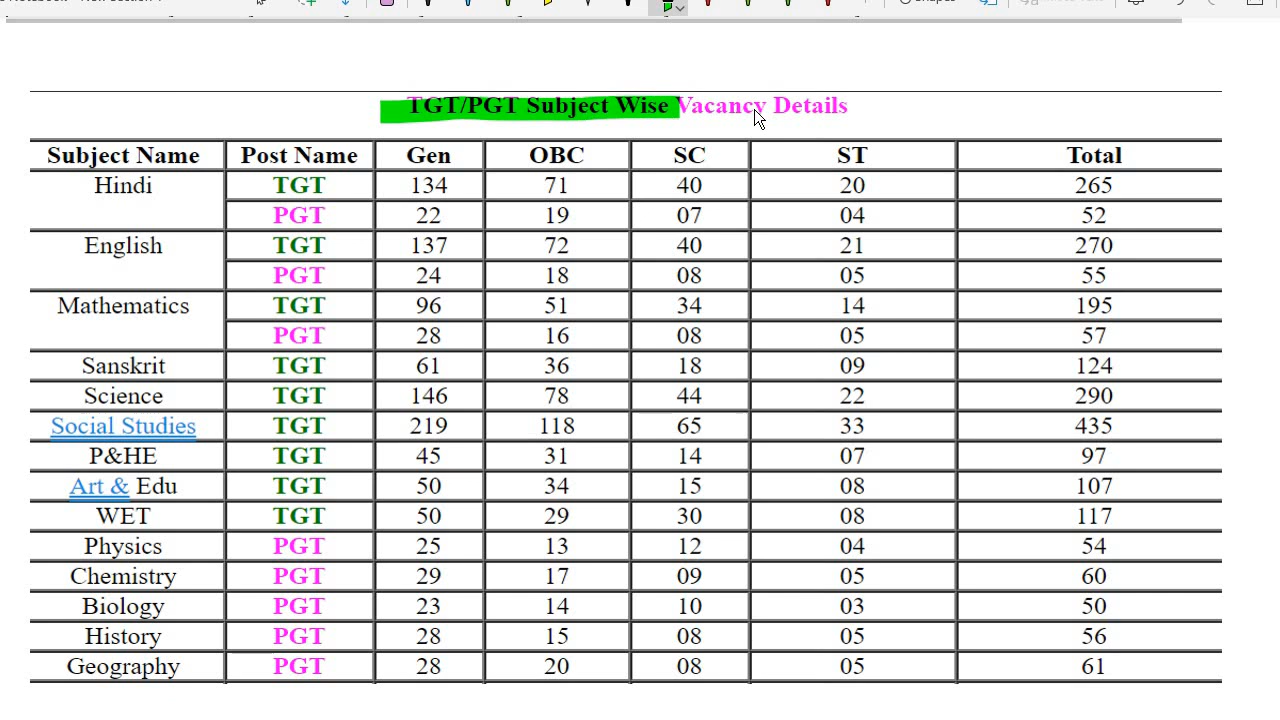 TGT/PGT Subject Wise Vacancy Details
Subject Name Post Name Gen OBC SC ST Total
Hindi TGT 134 71 40 20 265
PGT 22 19 07 04 52
English TGT 137 72 40 21 270
PGT 24 18 08 05 55
Mathematics TGT 96 51 34 14 195
PGT 28 16 08 05 57
Sanskrit TGT 61 36 18 09 124
Science TGT 146 78 44 22 290
Social Studies TGT 219 118 65 33 435
P&HE TGT 45 31 14 07 97
Art & Edu TGT 50 34 15 08 107
WET TGT 50 29 30 08 117
Physics PGT 25 13 12 04 54
Chemistry PGT 29 17 09 05 60
Biology PGT 23 14 10 03 50
History PGT 28 15 08 05 56
Geography PGT 28 20 08 05 61